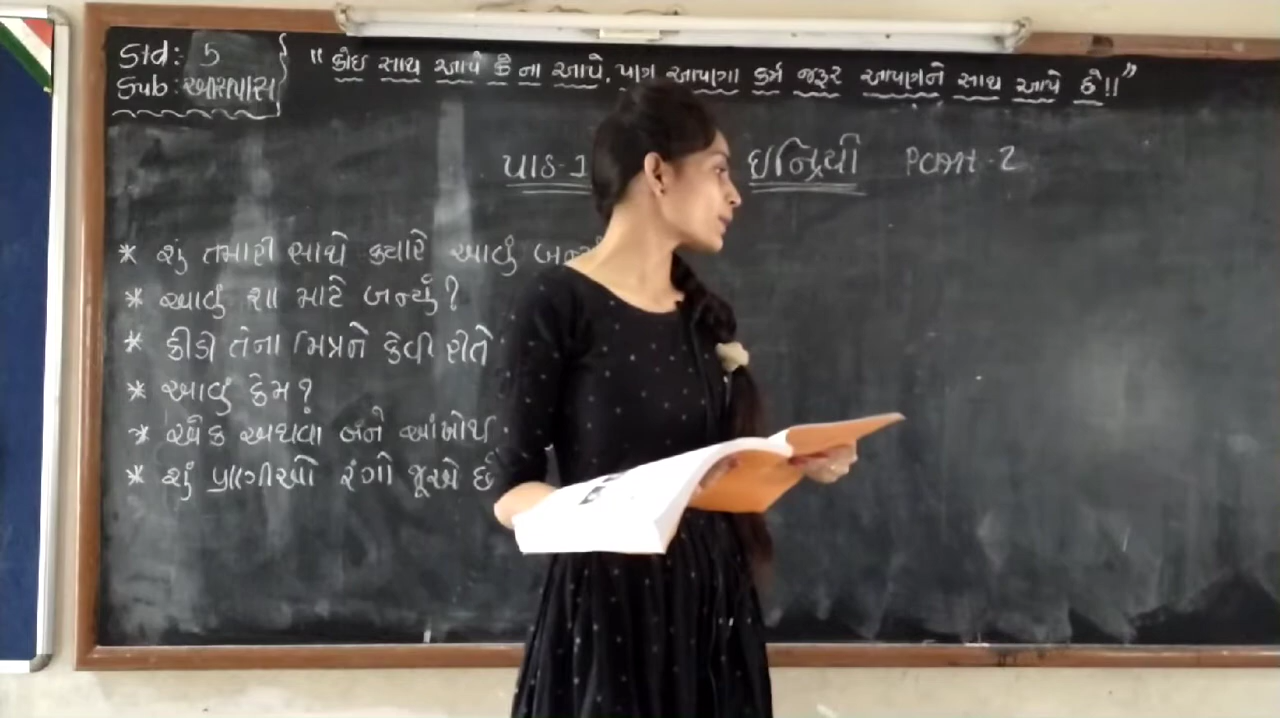 Std: 5
"કોઇ સાથ આપે કે ના આપે, પણ આપણા કર્મ જરૂર આપણને સાથ આપે છે!!"
Sub: આસપાસ
પાઠ-1 ઇન્દ્રિયો Part-2
* શું તમારી સાથે ક્યારે આવું
* આવું શા માટે બન્યું?
* કીડી તેના મિત્રને કેવી રીતે
* આવું કેમ?
* એક અથવા બંને આંખોથી
* શું પ્રાણીઓ રંગો જૂએ છે